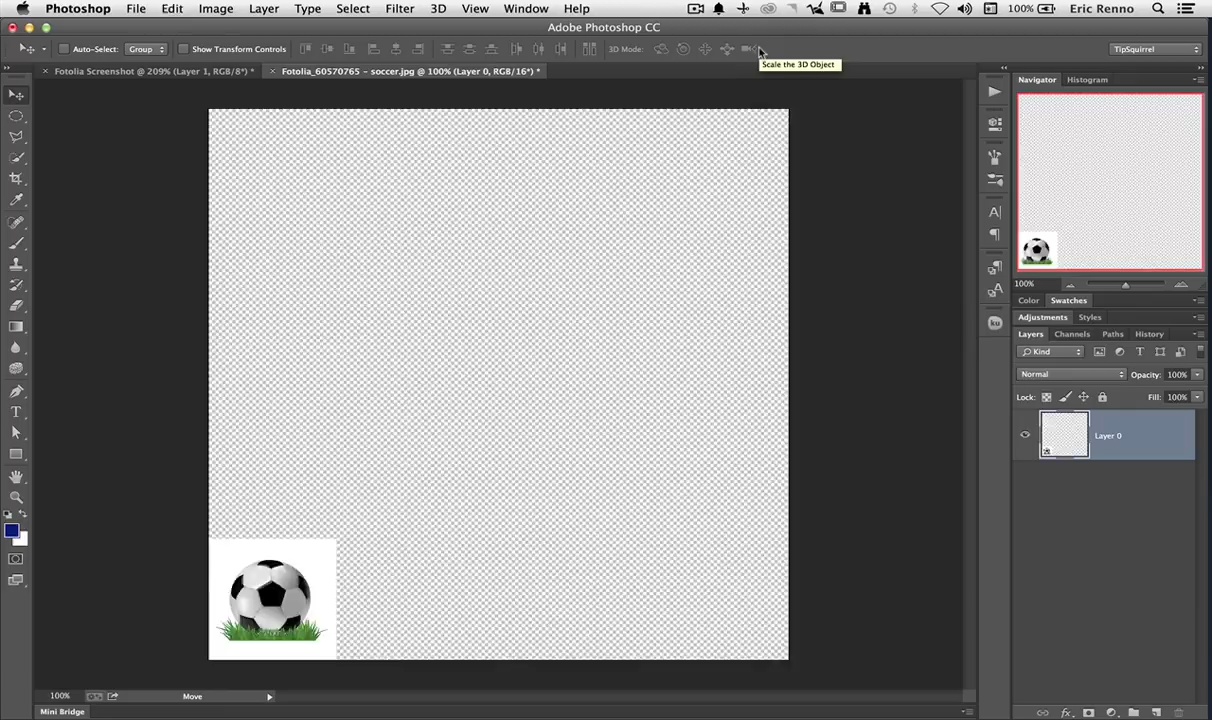 Photoshop File Edit Image Layer Type Select Filter 3D View Window Help 100% Eric Renno
Adobe Photoshop CC
Auto-Select: Group Show Transform Controls 3D Mode: TipSquirrel
Scale the 3D Object
Fotolia Screenshot @ 209% (Layer 1, RGB/8*) * Fotolia_60570765 - soccer.jpg @ 100% (Layer 0, RGB/16*) *
Navigator Histogram
100%
Color Swatches
Adjustments Styles
Layers Channels Paths History
Kind
Normal Opacity: 100%
Lock: Fill: 100%
Layer 0
ku
100% Move
Mini Bridge